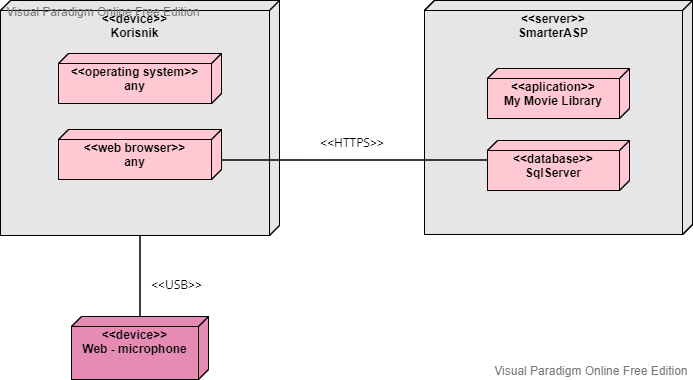 Visual Paradigm Online Free Edition
<<device>>
Korisnik
<<operating system>>
any
<<web browser>>
any
<<HTTPS>>
<<server>>
SmarterASP
<<aplication>>
My Movie Library
<<database>>
SqlServer
<<USB>>
<<device>>
Web - microphone
Visual Paradigm Online Free Edition